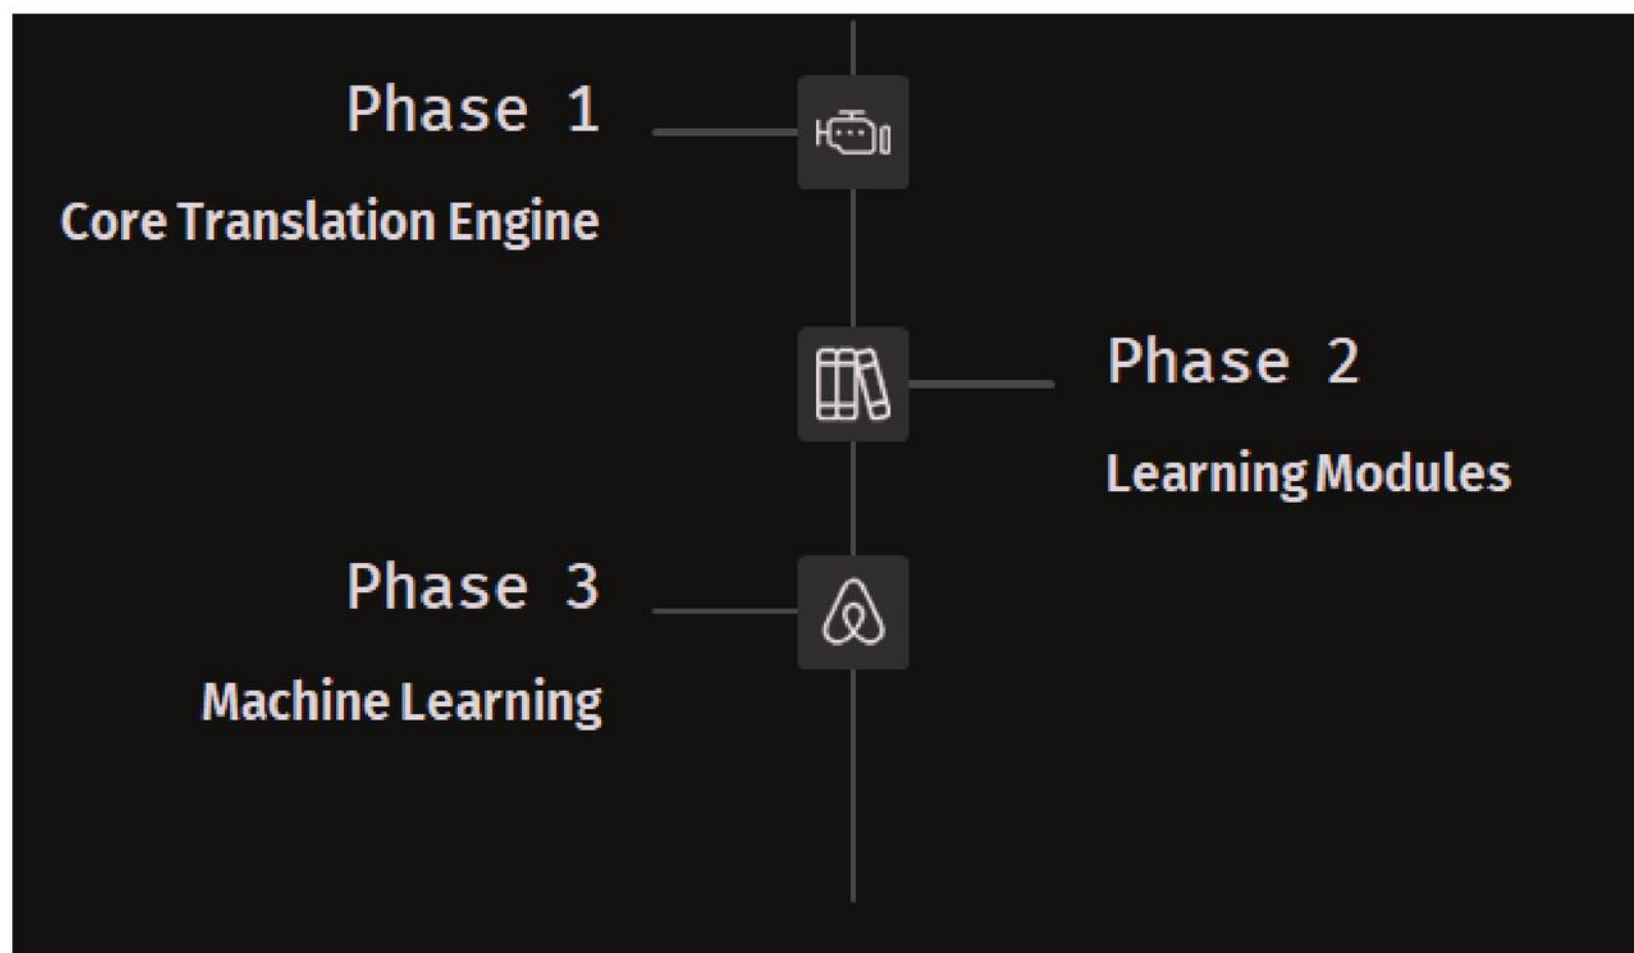 Phase 1
Core Translation Engine
Phase 2
Learning Modules
Phase 3
Machine Learning